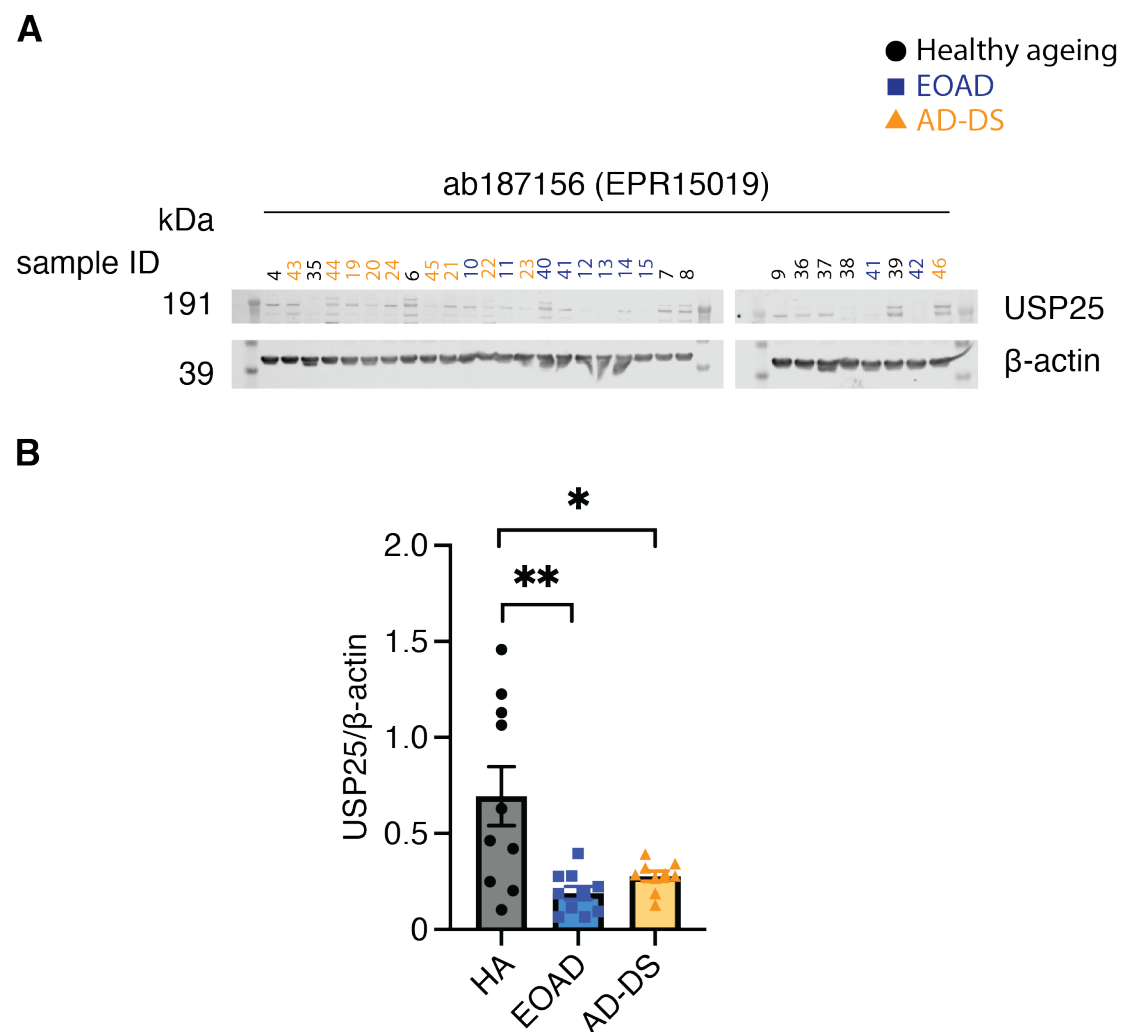 A
Healthy ageing
EOAD
AD-DS
ab187156 (EPR15019)
kDa
sample ID
4 43 35 44 19 20 24 6 45 21 10 22 11 23 40 41 12 13 14 15 7 8 9 36 37 38 41 39 42 46
191 USP25
39 β-actin
B
*
**
2.0
1.5
1.0
0.5
0
USP25/β-actin
HA EOAD AD-DS